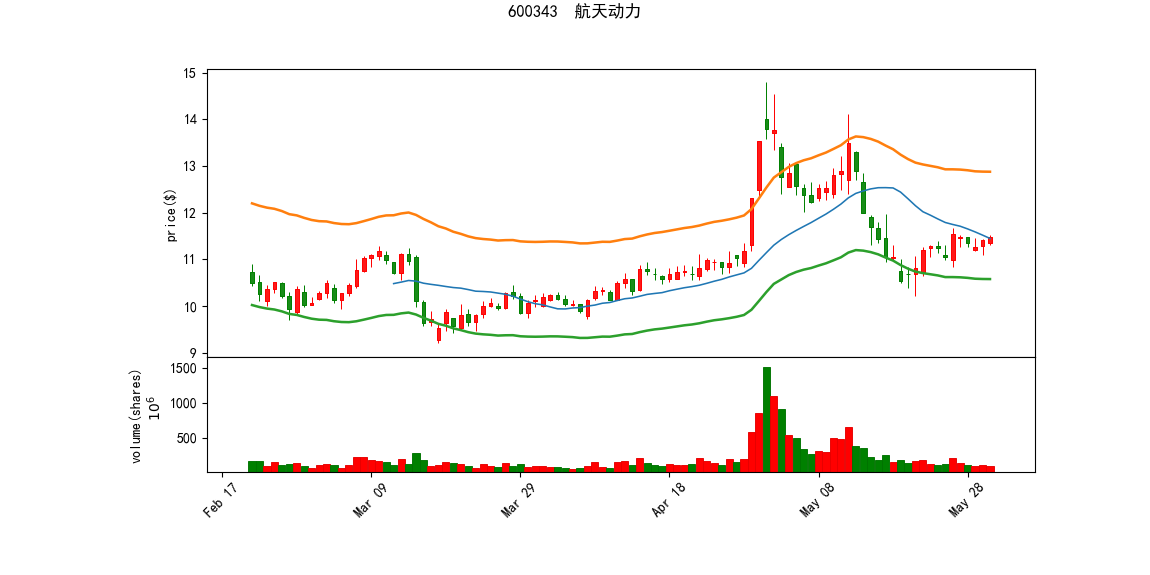 600343 航天动力
15
14
13
12
11
10
9
price($)
1500
1000
500
volume(shares)
10^6
Feb 17
Mar 09
Mar 29
Apr 18
May 08
May 28